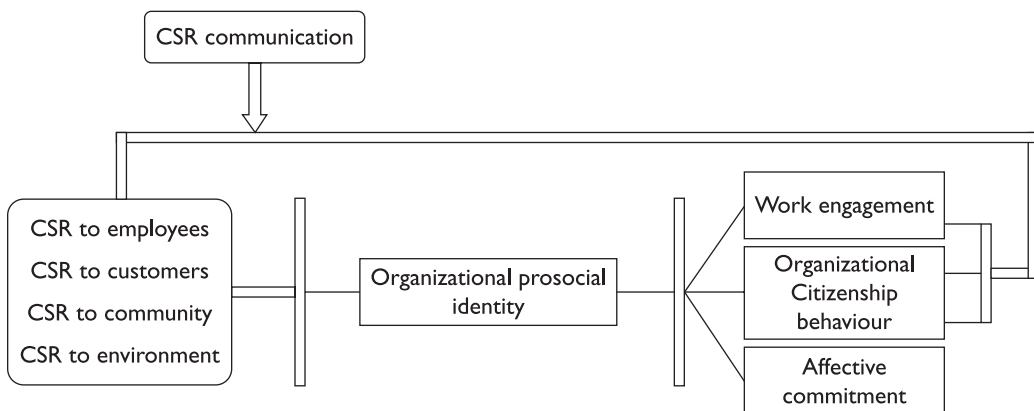 CSR communication
CSR to employees
CSR to customers
CSR to community
CSR to environment
Organizational prosocial
identity
Work engagement
Organizational
Citizenship
behaviour
Affective
commitment